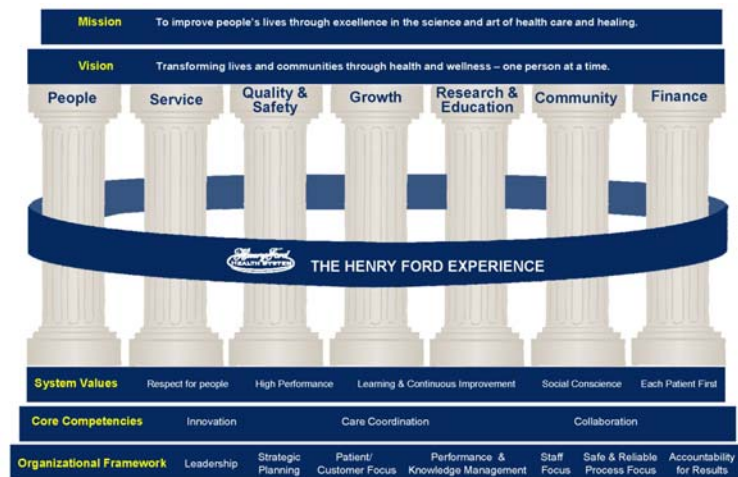 Mission To improve people's lives through excellence in the science and art of health care and healing.
Vision Transforming lives and communities through health and wellness – one person at a time.
People
Service
Quality &
Safety
Growth
Research &
Education
Community
Finance
Henry Ford
HEALTH SYSTEM
THE HENRY FORD EXPERIENCE
System Values Respect for people High Performance Learning & Continuous Improvement Social Conscience Each Patient First
Core Competencies Innovation Care Coordination Collaboration
Organizational Framework
Leadership
Strategic
Planning
Patient/
Customer Focus
Performance &
Knowledge Management
Staff
Focus
Safe & Reliable
Process Focus
Accountability
for Results